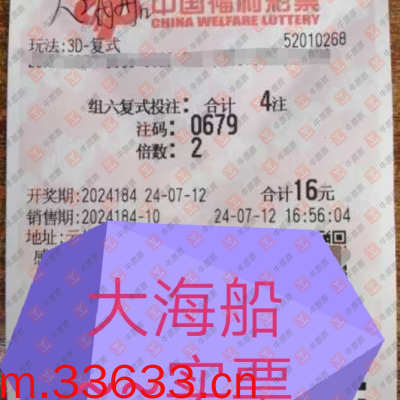 中国福利彩票
CHINA WELFARE LOTTERY
玩法:3D-复式
52010268
组六复式投注: 合计 4注
注码: 0679
倍数: 2
开奖期:2024184 24-07-12 合计16元
销售期:2024184-10 24-07-12 16:56:04
地址:
大海船
m.33633.cn